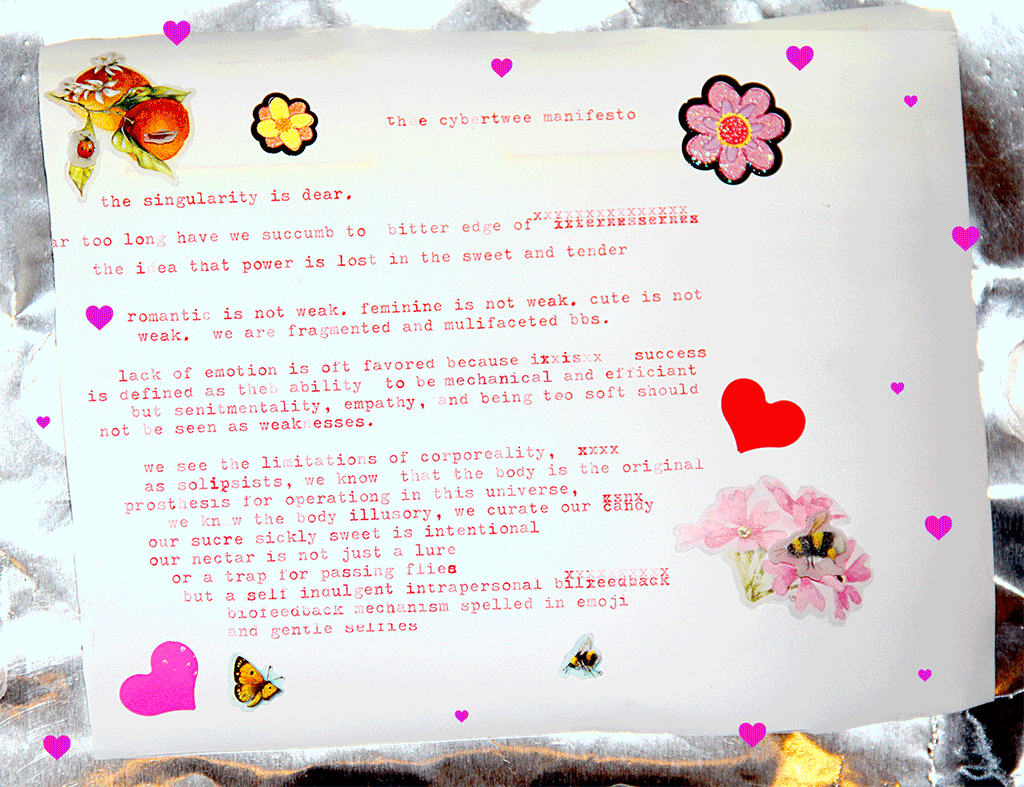 thee cybertwee manifesto
the singularity is dear.
ar too long have we succumb to bitter edge of xxxxxxxxxxxxxxx
the idea that power is lost in the sweet and tender
romantic is not weak. feminine is not weak. cute is not
weak. we are fragmented and mulifaceted bbs.
lack of emotion is oft favored because ixxisxx success
is defined as theb ability to be mechanical and efficiant
but senitmentality, empathy, and being too soft should
not be seen as weaknesses.
we see the limitations of corporeality, xxxx
as solipsists, we know that the body is the original
prosthesis for operationg in this universe,
we know the body illusory, we curate our candy
our sucre sickly sweet is intentional
our nectar is not just a lure
or a trap for passing flies
but a self indulgent intrapersonal bilfeedback
biofeedback mechanism spelled in emoji
and gentle selfies